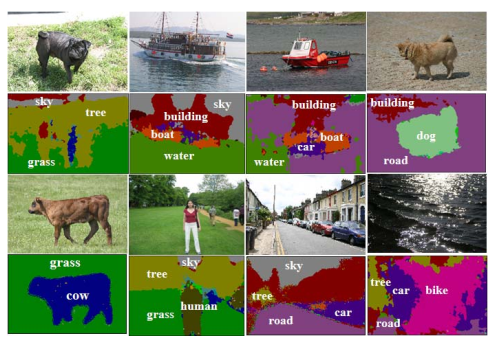 sky
tree
grass
sky
building
boat
water
building
boat
car
water
building
dog
road
grass
cow
sky
tree
human
grass
sky
tree
car
road
tree
car
bike
road